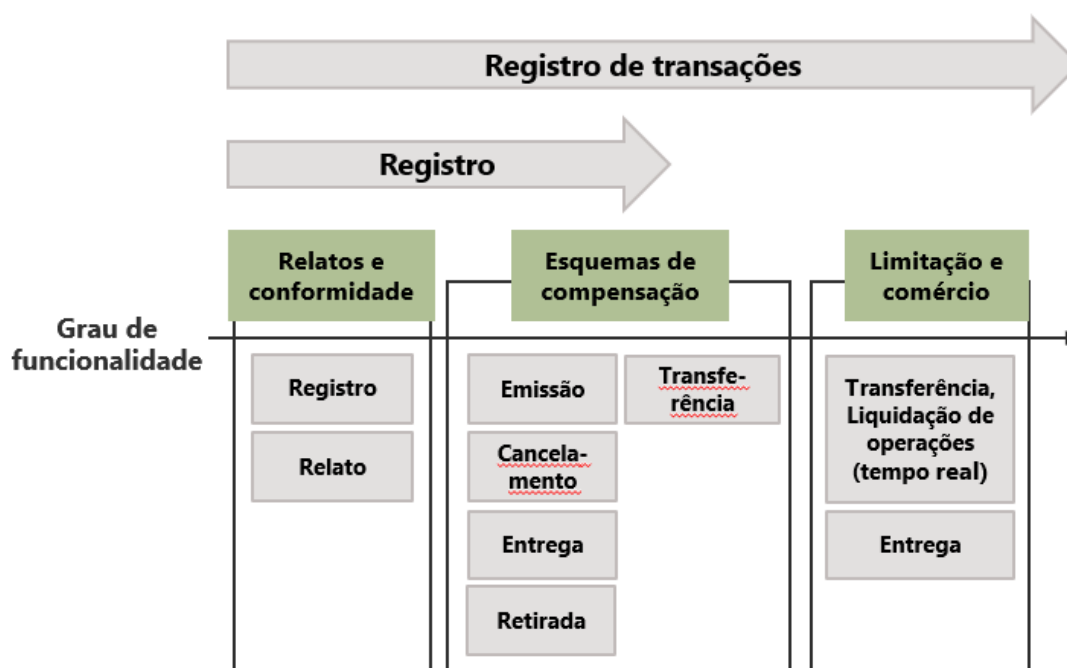 Registro de transações
Registro
Relatos e
conformidade
Esquemas de
compensação
Limitação e
comércio
Grau de
funcionalidade
Registro
Relato
Emissão
Cancela-
mento
Entrega
Retirada
Transfe-
rência
Transferência,
Liquidação de
operações
(tempo real)
Entrega